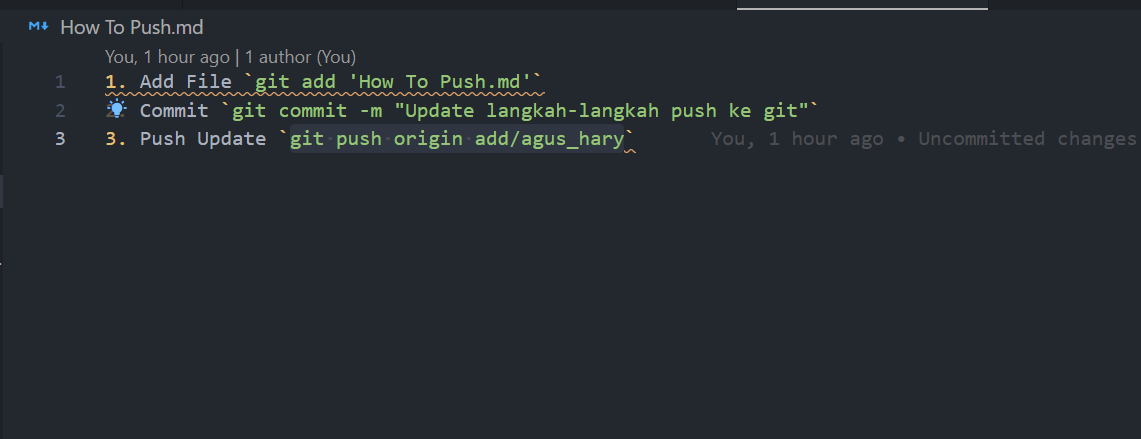 How To Push.md
You, 1 hour ago | 1 author (You)
1 1. Add File `git add 'How To Push.md'`
2 Commit `git commit -m "Update langkah-langkah push ke git"`
3 3. Push Update `git push origin add/agus_hary` You, 1 hour ago • Uncommitted changes